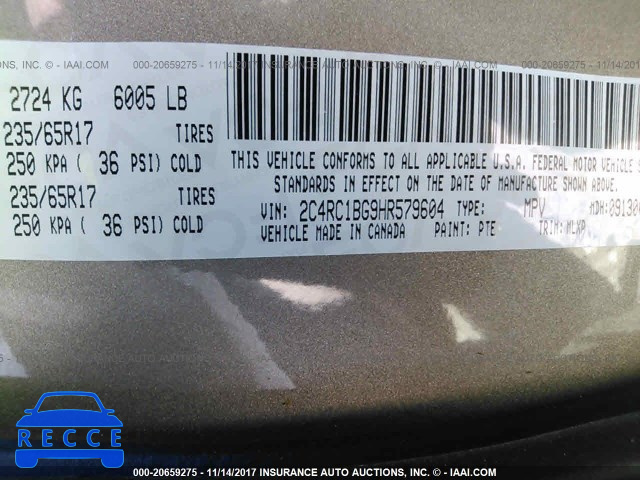 AUCTIONS, INC. - IAAI.COM 000-20659275 - 11/14/2017 INSURANCE AUTO AUCTIONS, INC. - IAAI.COM 000-20659275 - 11/14/2017
2724 KG 6005 LB
235/65R17 TIRES
250 KPA ( 36 PSI) COLD
235/65R17 TIRES
250 KPA ( 36 PSI) COLD
THIS VEHICLE CONFORMS TO ALL APPLICABLE U.S.A. FEDERAL MOTOR VEHICLE
STANDARDS IN EFFECT ON THE DATE OF MANUFACTURE SHOWN ABOVE.
VIN: 2C4RC1BG9HR579604 TYPE: MPV MDH:
VEHICLE MADE IN CANADA PAINT: PTE TRIM:
RECCE
000-20659275 - 11/14/2017 INSURANCE AUTO AUCTIONS, INC. - IAAI.COM